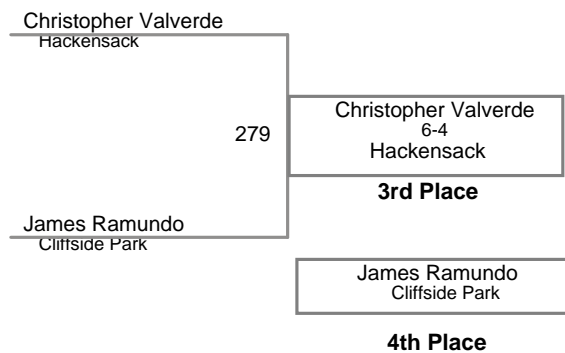 Christopher Valverde
Hackensack
279
Christopher Valverde
6-4
Hackensack
3rd Place
James Ramundo
Cliffside Park
James Ramundo
Cliffside Park
4th Place